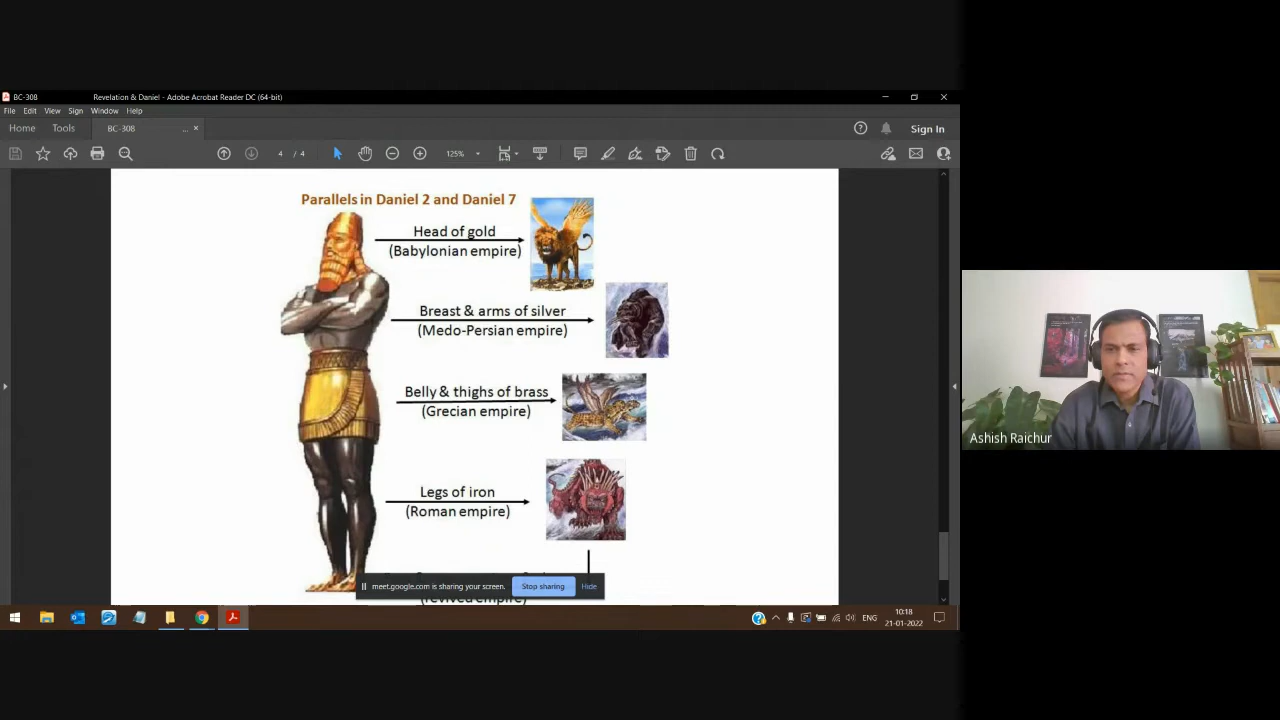 BC-308
Revelation & Daniel - Adobe Acrobat Reader DC (64-bit)
File Edit View Sign Window Help
Home Tools BC-308 ... ×
Sign In
4 / 4
125%
Parallels in Daniel 2 and Daniel 7
Head of gold
(Babylonian empire)
Breast & arms of silver
(Medo-Persian empire)
Belly & thighs of brass
(Grecian empire)
Legs of iron
(Roman empire)
(revived empire)
meet.google.com is sharing your screen. Stop sharing Hide
Ashish Raichur
ENG
10:18
21-01-2022